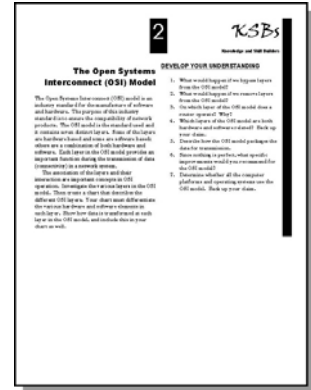 2
KSBs
Knowledge and Skill Builders
The Open Systems
Interconnect (OSI) Model
The Open Systems Interconnect (OSI) model is an
industry standard for the manufacture of software
and hardware. The purpose of this industry
standard is to ensure the compatibility of network
products. The OSI model is the standard used and
it contains seven distinct layers. Some of the layers
are hardware based and some are software based;
others are a combination of both hardware and
software. Each layer in the OSI model provides an
important function during the transmission of data
(connectivity) in a network system.
The association of the layers and their
interaction are important concepts in OSI
operation. Investigate the various layers in the OSI
model. Then create a chart that describes the
different OSI layers. Your chart must differentiate
the various hardware and software elements in
each layer. Show how data is transformed at each
layer in the OSI model, and include this in your
chart as well.
DEVELOP YOUR UNDERSTANDING
1. What would happen if we bypass layers
from the OSI model?
2. What would happen if we remove layers
from the OSI model?
3. On which layer of the OSI model does a
router operate? Why?
4. Which layers of the OSI model are both
hardware and software related? Back up
your claim.
5. Describe how the OSI model packages the
data for transmission.
6. Since nothing is perfect, what specific
improvements would you recommend for
the OSI model?
7. Determine whether all the computer
platforms and operating systems use the
OSI model. Back up your claim.